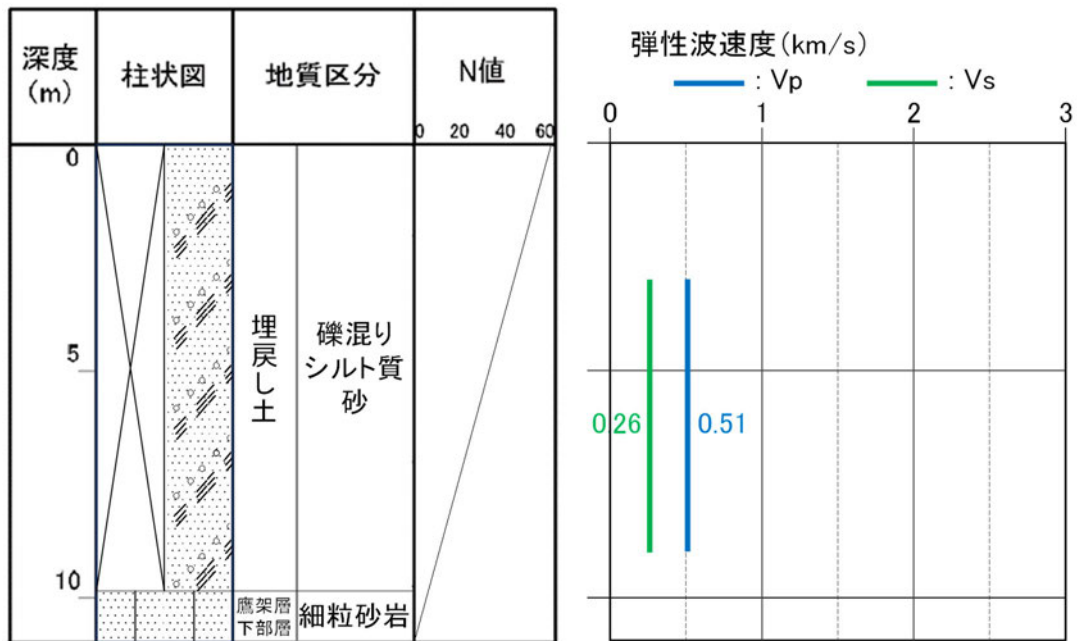 深度
(m)
柱状図
地質区分
N値
0 20 40 60
0
5
10
埋戻し土
礫混り
シルト質
砂
鷹架層
下部層
細粒砂岩
弾性波速度(km/s)
: Vp : Vs
0 1 2 3
0.26 0.51